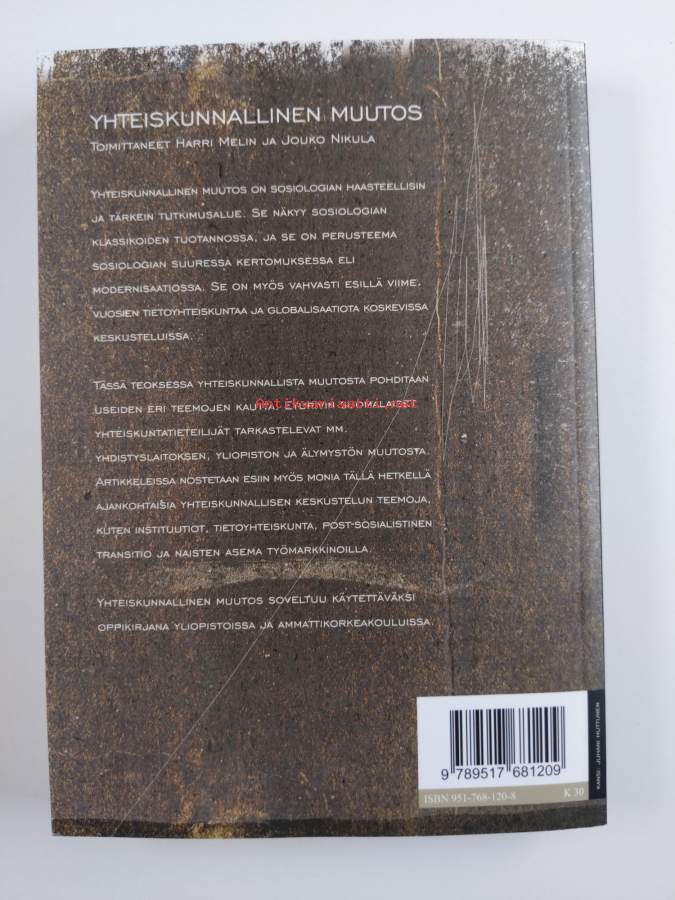 YHTEISKUNNALLINEN MUUTOS
TOIMITTANEET HARRI MELIN JA JOUKO NIKULA
YHTEISKUNNALLINEN MUUTOS ON SOSIOLOGIAN HAASTEELLISIN
JA TÄRKEIN TUTKIMUSALUE. SE NÄKYY SOSIOLOGIAN
KLASSIKOIDEN TUOTANNOSSA, JA SE ON PERUSTEEMA
SOSIOLOGIAN SUURESSA KERTOMUKSESSA ELI
MODERNISAATIOSSA. SE ON MYÖS VAHVASTI ESILLÄ VIIME
VUOSIEN TIETOYHTEISKUNTAA JA GLOBALISAATIOTA KOSKEVISSA
KESKUSTELUISSA.
TÄSSÄ TEOKSESSA YHTEISKUNNALLISTA MUUTOSTA POHDITAAN
USEIDEN ERI TEEMOJEN KAUTTA. SUOMALAISET
Antikvariaatti.net
YHTEISKUNTATIETEILIJÄT TARKASTELEVAT MM.
YHDISTYSLAITOKSEN, YLIOPISTON JA ÄLYMYSTÖN MUUTOSTA.
ARTIKKELEISSA NOSTETAAN ESIIN MYÖS MONIA TÄLLÄ HETKELLÄ
AJANKOHTAISIA YHTEISKUNNALLISEN KESKUSTELUN TEEMOJA,
KUTEN INSTITUUTIOT, TIETOYHTEISKUNTA, POST-SOSIALISTINEN
TRANSITIO JA NAISTEN ASEMA TYÖMARKKINOILLA.
YHTEISKUNNALLINEN MUUTOS SOVELTUU KÄYTETTÄVÄKSI
OPPIKIRJANA YLIOPISTOISSA JA AMMATTIKORKEAKOULUISSA.
9 789517 681209
ISBN 951-768-120-8 K 30
KANSI: JUHANI HUTTUNEN